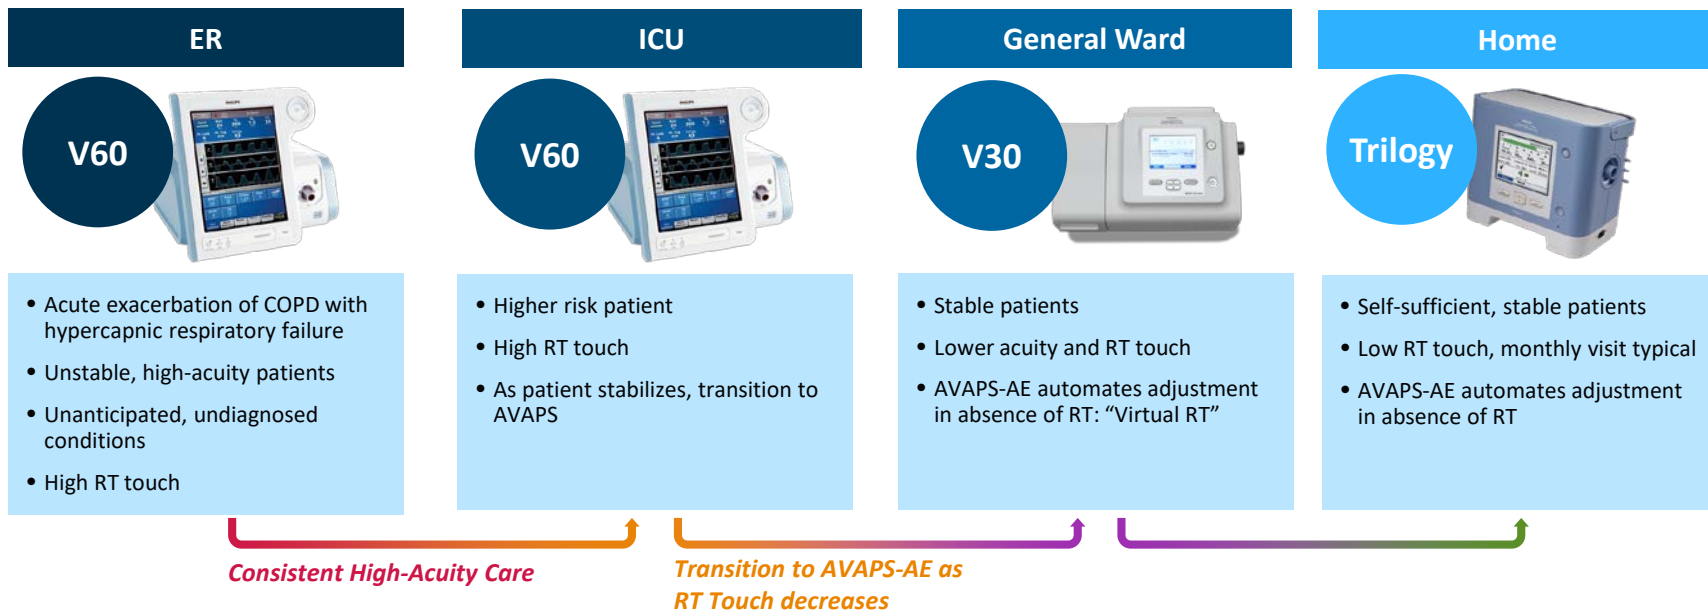 ER
ICU
General Ward
Home
V60
V60
V30
Trilogy
PHILIPS
PHILIPS
• Acute exacerbation of COPD with
hypercapnic respiratory failure
• Unstable, high-acuity patients
• Unanticipated, undiagnosed
conditions
• High RT touch
• Higher risk patient
• High RT touch
• As patient stabilizes, transition to
AVAPS
• Stable patients
• Lower acuity and RT touch
• AVAPS-AE automates adjustment
in absence of RT: “Virtual RT”
• Self-sufficient, stable patients
• Low RT touch, monthly visit typical
• AVAPS-AE automates adjustment
in absence of RT
Consistent High-Acuity Care
Transition to AVAPS-AE as
RT Touch decreases